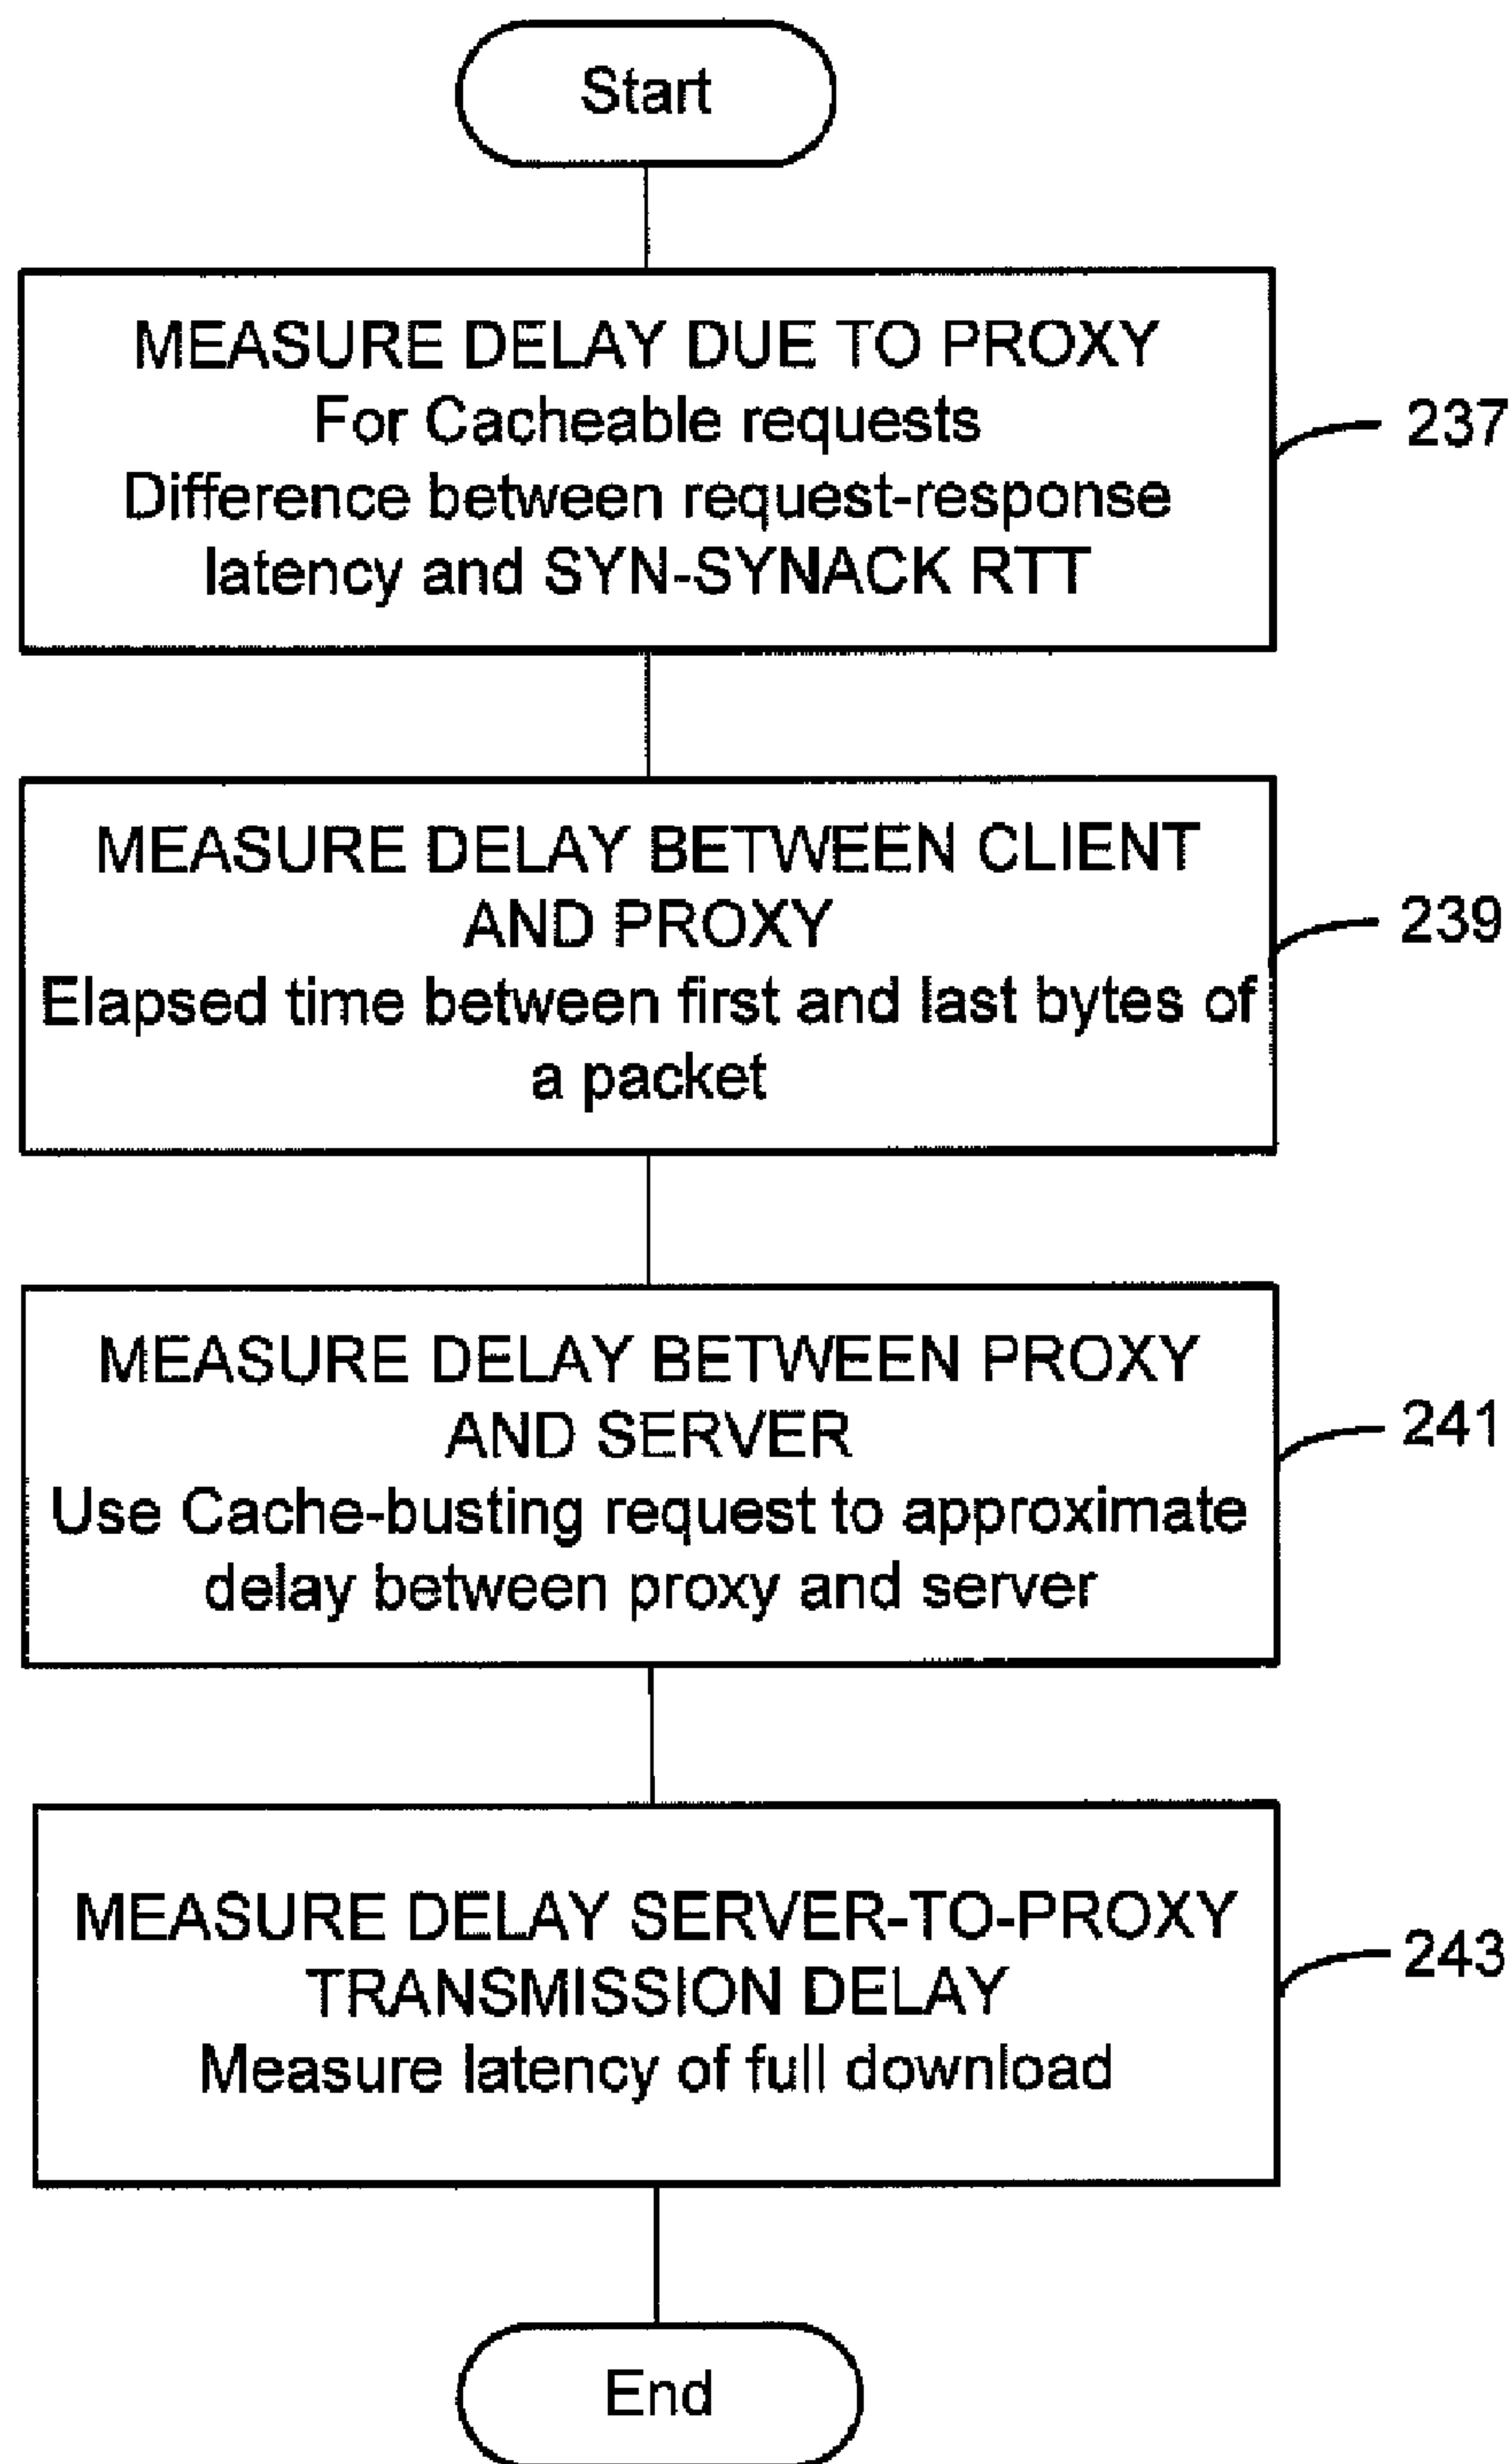 Start
MEASURE DELAY DUE TO PROXY
For Cacheable requests
Difference between request-response
latency and SYN-SYNACK RTT
237
MEASURE DELAY BETWEEN CLIENT
AND PROXY
Elapsed time between first and last bytes of
a packet
239
MEASURE DELAY BETWEEN PROXY
AND SERVER
Use Cache-busting request to approximate
delay between proxy and server
241
MEASURE DELAY SERVER-TO-PROXY
TRANSMISSION DELAY
Measure latency of full download
243
End